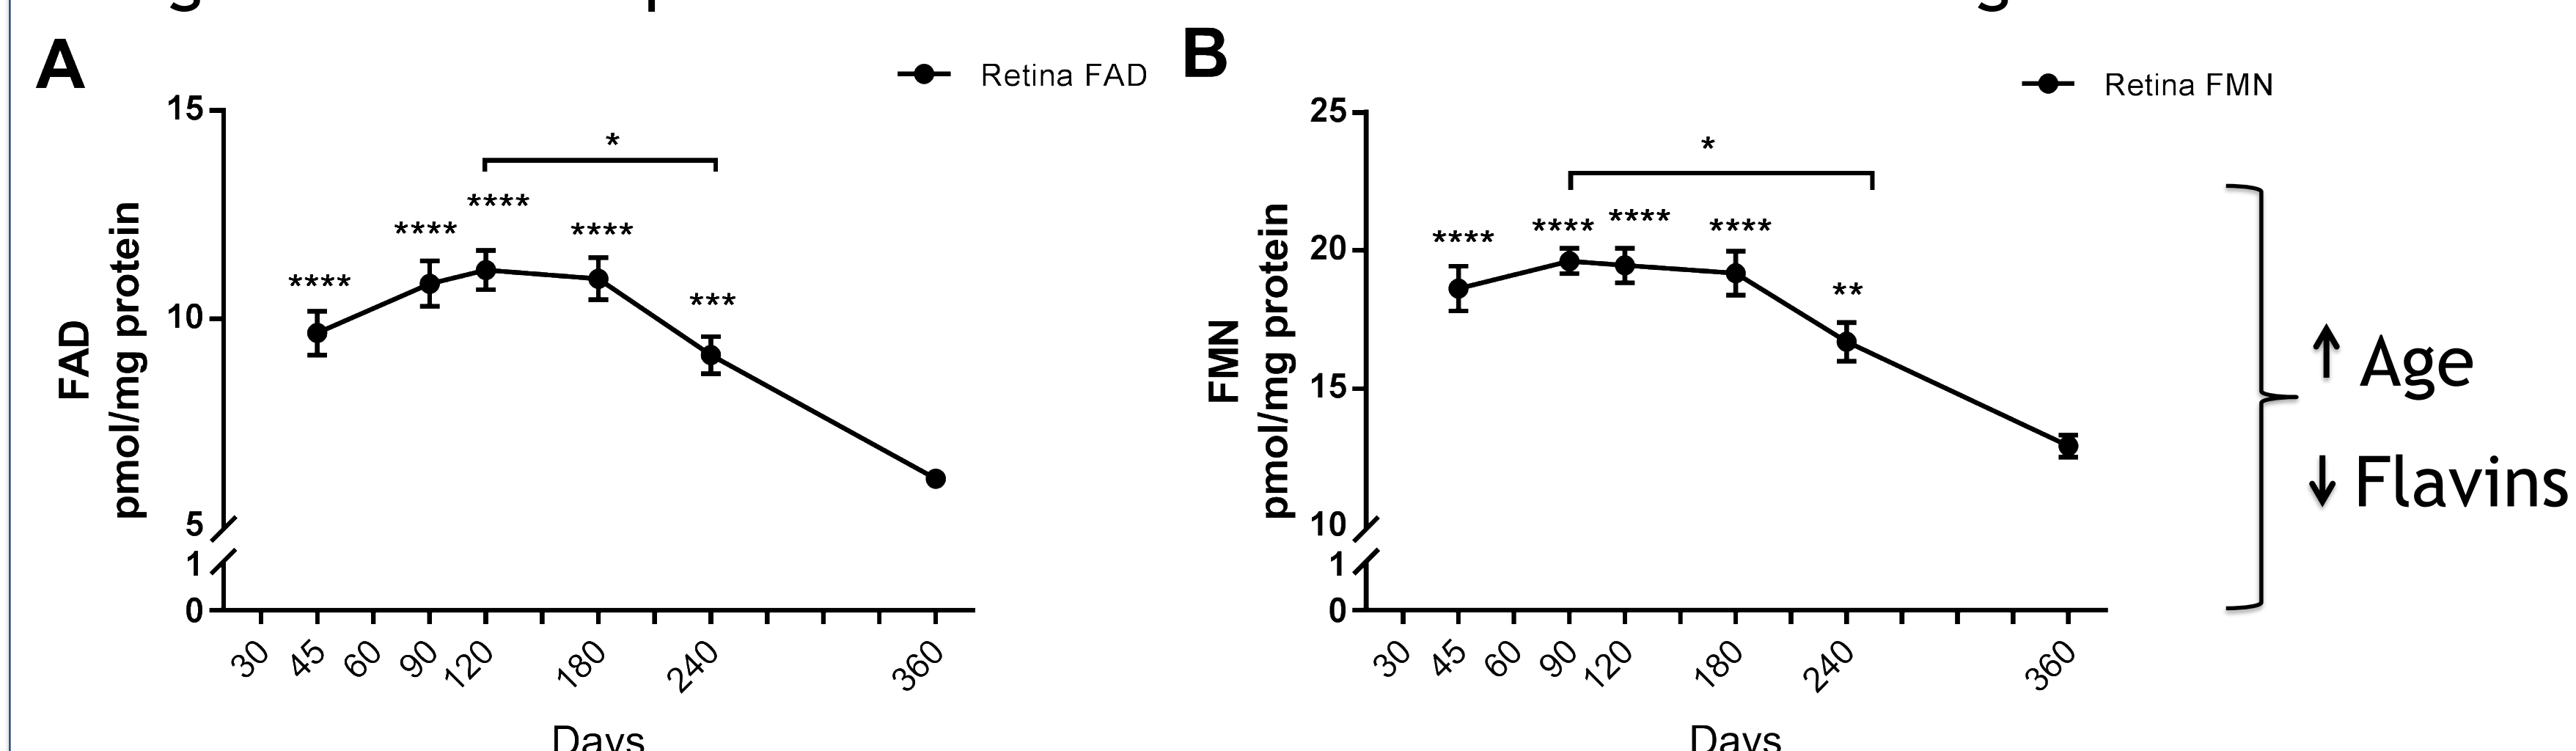 A
Retina FAD
15
10
5
1
0
FAD
pmol/mg protein
*
****
****
****
****
***
30 45 60 90 120 180 240 360
Days
B
Retina FMN
25
20
15
10
1
0
FMN
pmol/mg protein
*
****
****
****
****
**
30 45 60 90 120 180 240 360
Days
↑ Age
↓ Flavins